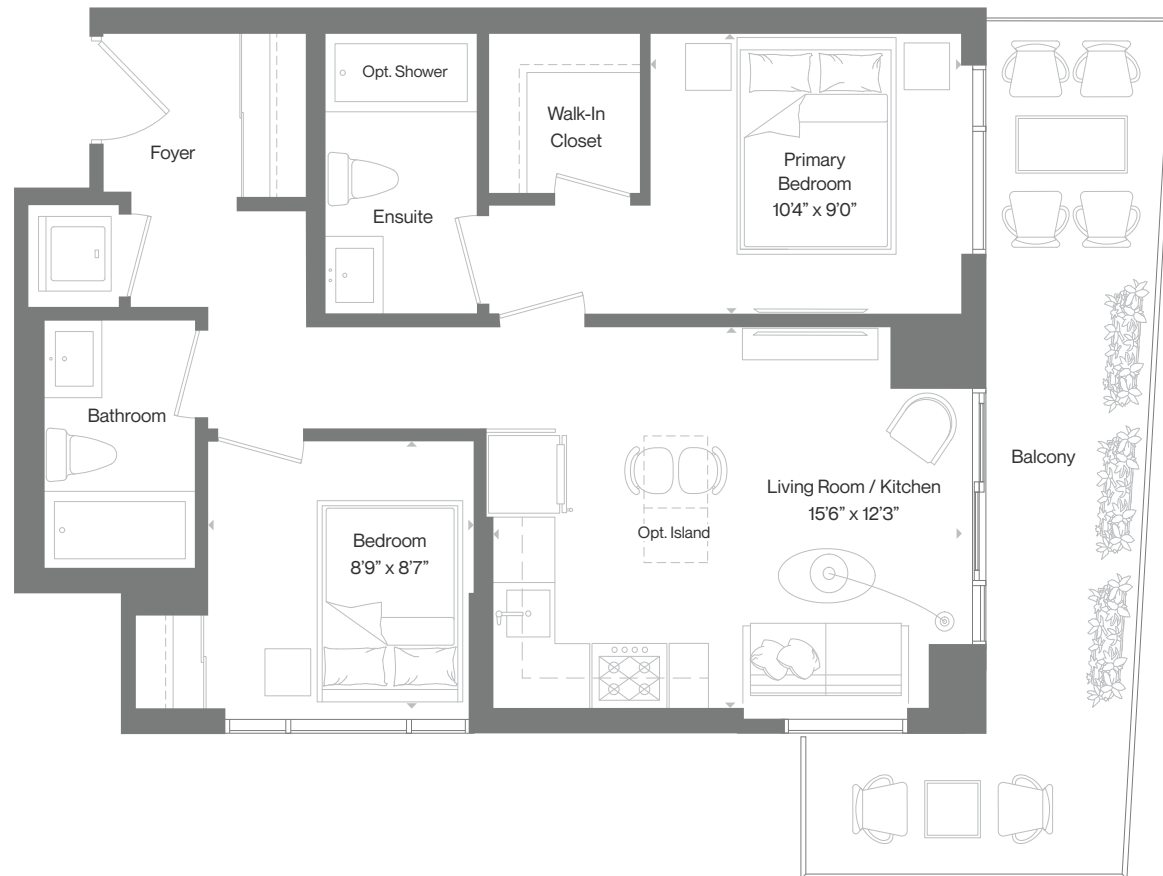 Opt. Shower
Walk-In
Closet
Foyer
Primary
Bedroom
10'4" x 9'0"
Ensuite
Bathroom
Balcony
Living Room / Kitchen
15'6" x 12'3"
Opt. Island
Bedroom
8'9" x 8'7"